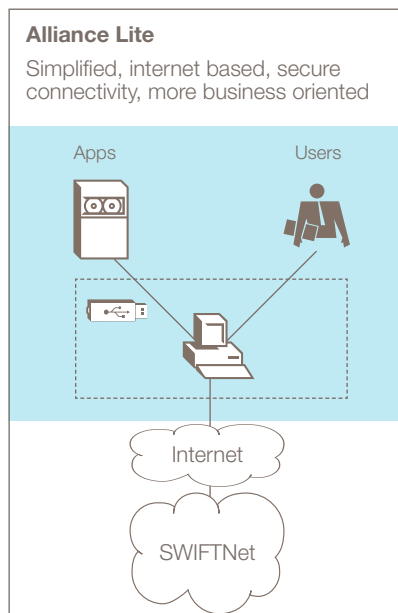 Alliance Lite
Simplified, internet based, secure
connectivity, more business oriented
Apps
Users
Internet
SWIFTNet